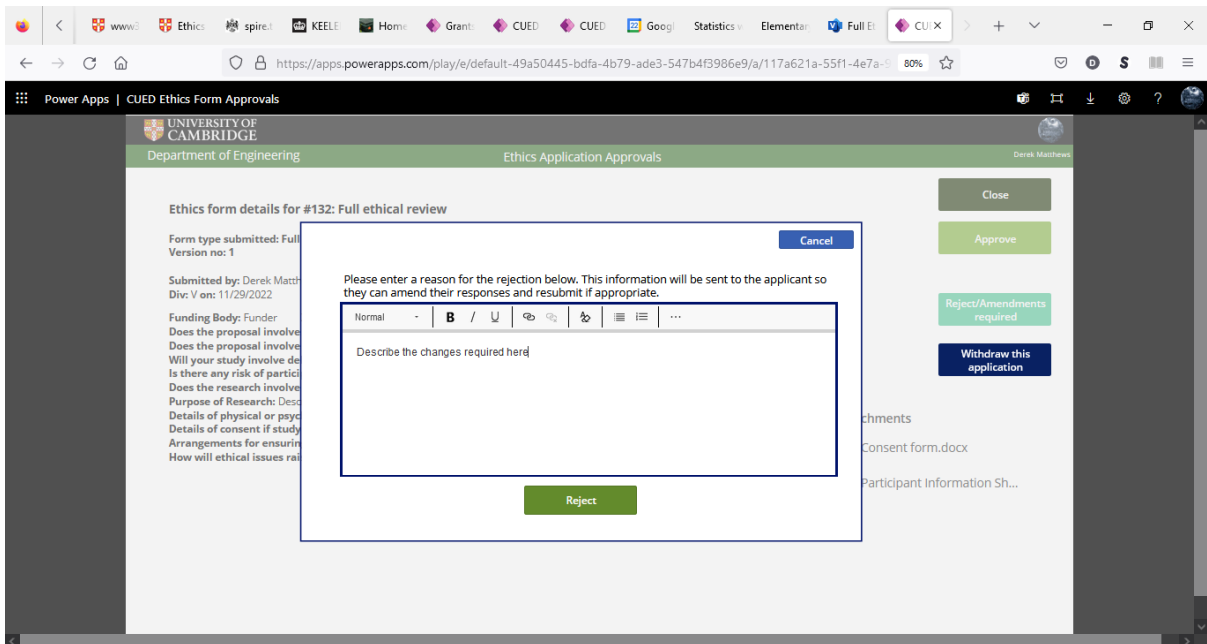 www3
Ethics
spire.t
KEELE
Home
Grants
CUED
CUED
22 Googl
Statistics v
Elementar
Full Et
CUE
https://apps.powerapps.com/play/e/default-49a50445-bdfa-4b79-ade3-547b4f3986e9/a/117a621a-55f1-4e7a-9
80%
D
S
Power Apps | CUED Ethics Form Approvals
UNIVERSITY OF
CAMBRIDGE
Department of Engineering
Ethics Application Approvals
Derek Matthews
Close
Ethics form details for #132: Full ethical review
Form type submitted: Full
Version no: 1
Cancel
Approve
Submitted by: Derek Matth
Div: V on: 11/29/2022
Please enter a reason for the rejection below. This information will be sent to the applicant so
they can amend their responses and resubmit if appropriate.
Reject/Amendments
required
Normal
B I U
Funding Body: Funder
Does the proposal involve
Does the proposal involve
Will your study involve de
Is there any risk of partici
Does the research involve
Purpose of Research: Desc
Details of physical or psyc
Details of consent if study
Arrangements for ensurin
How will ethical issues rai
Describe the changes required here
Withdraw this
application
chments
Consent form.docx
Participant Information Sh...
Reject